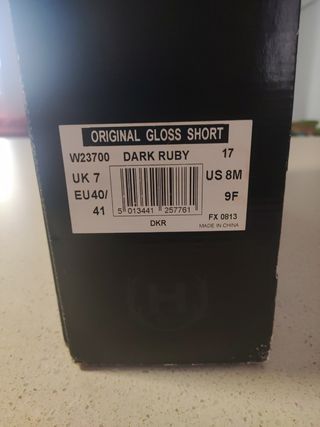 ORIGINAL GLOSS SHORT
W23700 DARK RUBY 17
UK 7 US 8M
EU40/ 9F
41
5 013441 257761
DKR
FX 0813
MADE IN CHINA
H